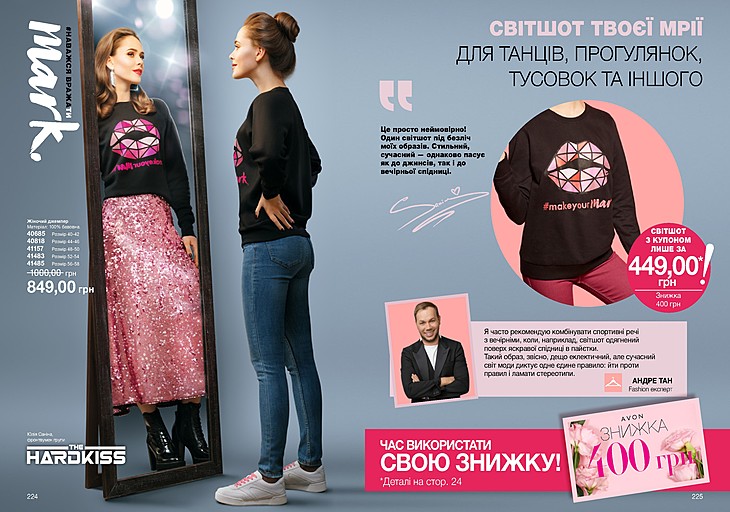 #НАВАЖСЯ ВРАЖАТИ
mark.
Жіночий джемпер
Матеріал: 100% бавовна
40685 Розмір 40-42
40818 Розмір 44-46
41157 Розмір 48-50
41483 Розмір 52-54
41485 Розмір 56-58
1000,00 грн
849,00 грн
Юлія Саніна,
фронтвумен групи
THE
HARDKISS
224
СВІТШОТ ТВОЄЇ МРІЇ
ДЛЯ ТАНЦІВ, ПРОГУЛЯНОК,
ТУСОВОК ТА ІНШОГО
Це просто неймовірно!
Один світшот під безліч
моїх образів. Стильний,
сучасний — однаково пасує
як до джинсів, так і до
вечірньої спідниці.
#makeyourMark
СВІТШОТ
З КУПОНОМ
ЛИШЕ ЗА
449,00*!
грн
Знижка
400 грн
Я часто рекомендую комбінувати спортивні речі
з вечірніми, коли, наприклад, світшот одягнений
поверх яскравої спідниці в паєтки.
Такий образ, звісно, дещо еклектичний, але сучасний
світ моди диктує одне єдине правило: йти проти
правил і ламати стереотипи.
АНДРЕ ТАН
Fashion експерт
ЧАС ВИКОРИСТАТИ
СВОЮ ЗНИЖКУ!
*Деталі на стор. 24
AVON
ЗНИЖКА
400 грн
225